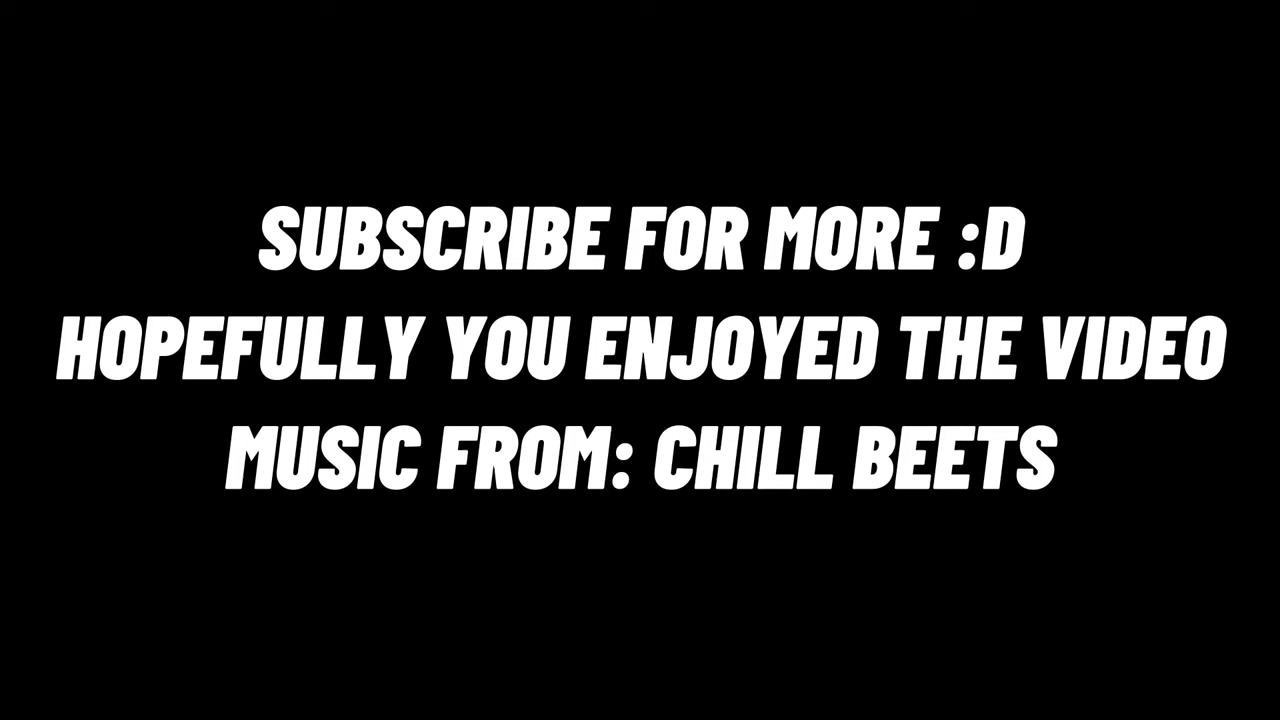 SUBSCRIBE FOR MORE :D
HOPEFULLY YOU ENJOYED THE VIDEO
MUSIC FROM: CHILL BEETS